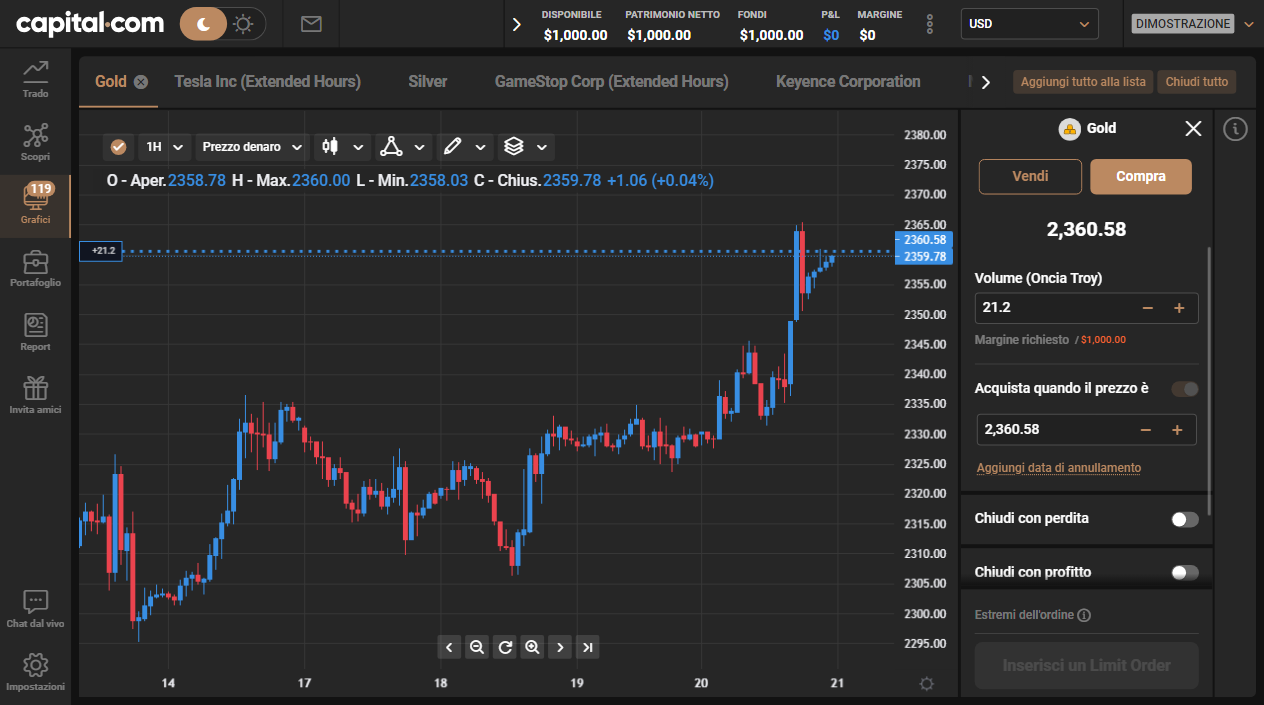 capital.com
DISPONIBILE PATRIMONIO NETTO FONDI P&L MARGINE
$1,000.00 $1,000.00 $1,000.00 $0 $0
USD
DIMOSTRAZIONE
Trado
Scopri
119
Grafici
Portafoglio
Report
Invita amici
Chat dal vivo
Impostazioni
Gold Tesla Inc (Extended Hours) Silver GameStop Corp (Extended Hours) Keyence Corporation
Aggiungi tutto alla lista Chiudi tutto
1H Prezzo denaro
O - Aper.2358.78 H - Max.2360.00 L - Min.2358.03 C - Chius.2359.78 +1.06 (+0.04%)
+21.2
2380.00
2375.00
2370.00
2365.00
2360.58
2359.78
2355.00
2350.00
2345.00
2340.00
2335.00
2330.00
2325.00
2320.00
2315.00
2310.00
2305.00
2300.00
2295.00
14 17 18 19 20 21
Gold
Vendi Compra
2,360.58
Volume (Oncia Troy)
21.2 − +
Margine richiesto / $1,000.00
Acquista quando il prezzo è
2,360.58 − +
Aggiungi data di annullamento
Chiudi con perdita
Chiudi con profitto
Estremi dell'ordine
Inserisci un Limit Order